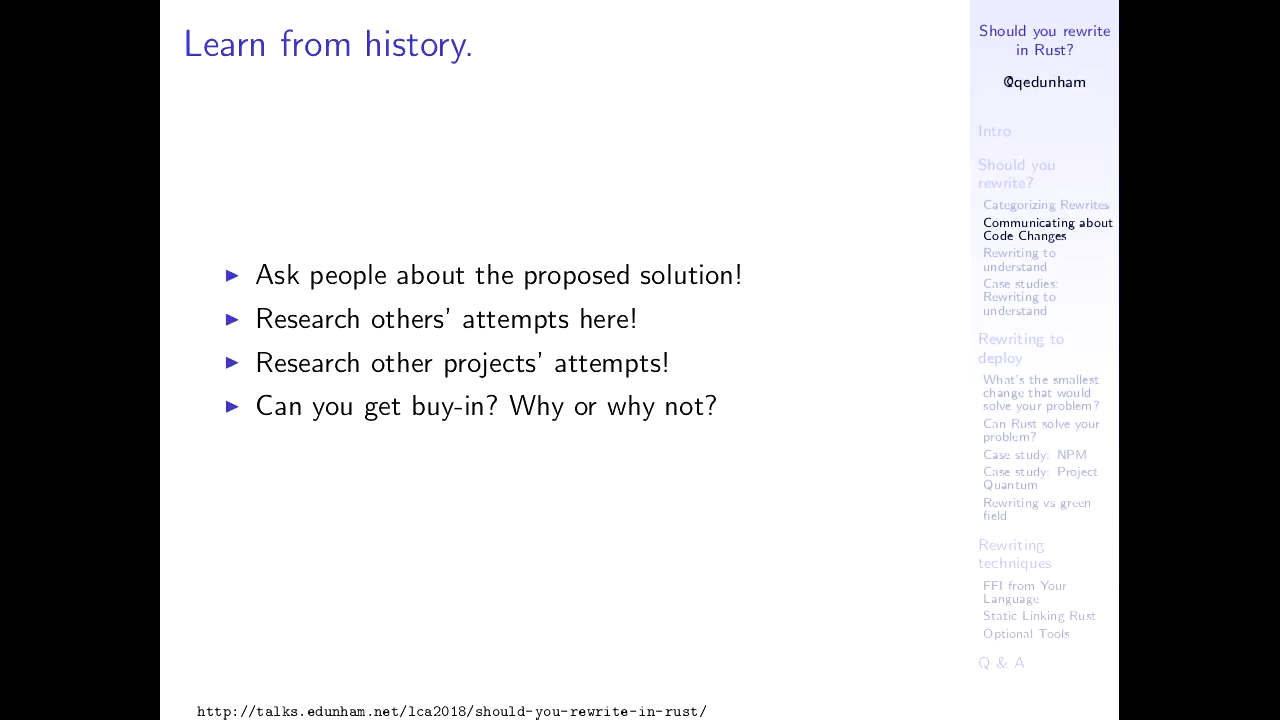 Learn from history.
▶ Ask people about the proposed solution!
▶ Research others' attempts here!
▶ Research other projects' attempts!
▶ Can you get buy-in? Why or why not?
http://talks.edunham.net/lca2018/should-you-rewrite-in-rust/
Should you rewrite
in Rust?
@qedunham
Intro
Should you
rewrite?
Categorizing Rewrites
Communicating about
Code Changes
Rewriting to
understand
Case studies:
Rewriting to
understand
Rewriting to
deploy
What's the smallest
change that would
solve your problem?
Can Rust solve your
problem?
Case study: NPM
Case study: Project
Quantum
Rewriting vs green
field
Rewriting
techniques
FFI from Your
Language
Static Linking Rust
Optional Tools
Q & A